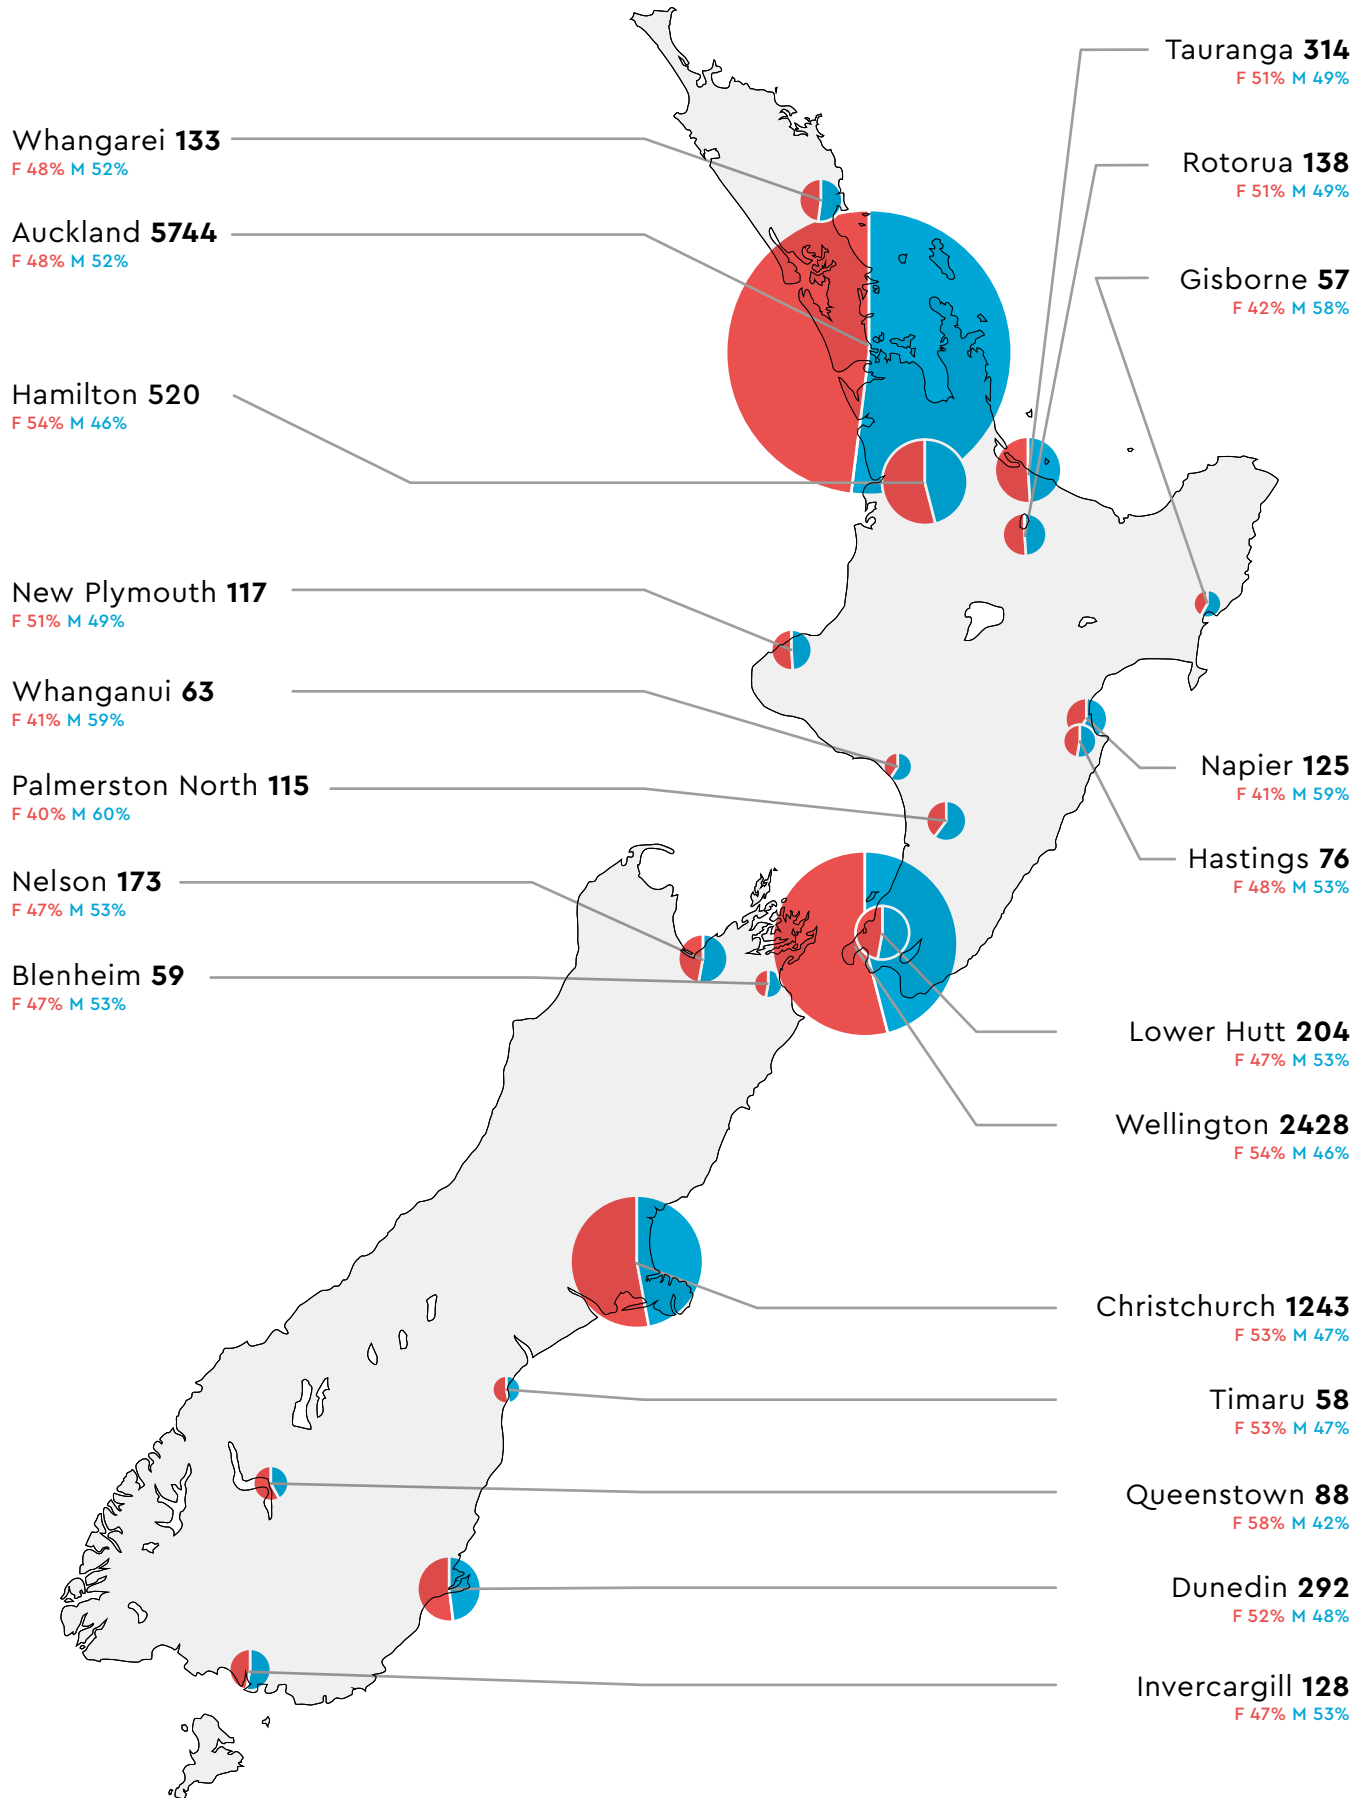 Whangarei 133
F 48% M 52%
Auckland 5744
F 48% M 52%
Hamilton 520
F 54% M 46%
New Plymouth 117
F 51% M 49%
Whanganui 63
F 41% M 59%
Palmerston North 115
F 40% M 60%
Nelson 173
F 47% M 53%
Blenheim 59
F 47% M 53%
Tauranga 314
F 51% M 49%
Rotorua 138
F 51% M 49%
Gisborne 57
F 42% M 58%
Napier 125
F 41% M 59%
Hastings 76
F 48% M 53%
Lower Hutt 204
F 47% M 53%
Wellington 2428
F 54% M 46%
Christchurch 1243
F 53% M 47%
Timaru 58
F 53% M 47%
Queenstown 88
F 58% M 42%
Dunedin 292
F 52% M 48%
Invercargill 128
F 47% M 53%